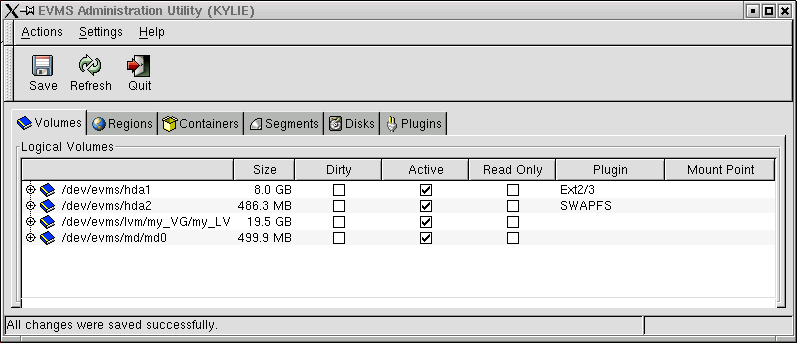 EVMS Administration Utility (KYLIE)
Actions Settings Help
Save Refresh Quit
Volumes Regions Containers Segments Disks Plugins
Logical Volumes
Size Dirty Active Read Only Plugin Mount Point
/dev/evms/hda1 8.0 GB Ext2/3
/dev/evms/hda2 486.3 MB SWAPFS
/dev/evms/lvm/my_VG/my_LV 19.5 GB
/dev/evms/md/md0 499.9 MB
All changes were saved successfully.